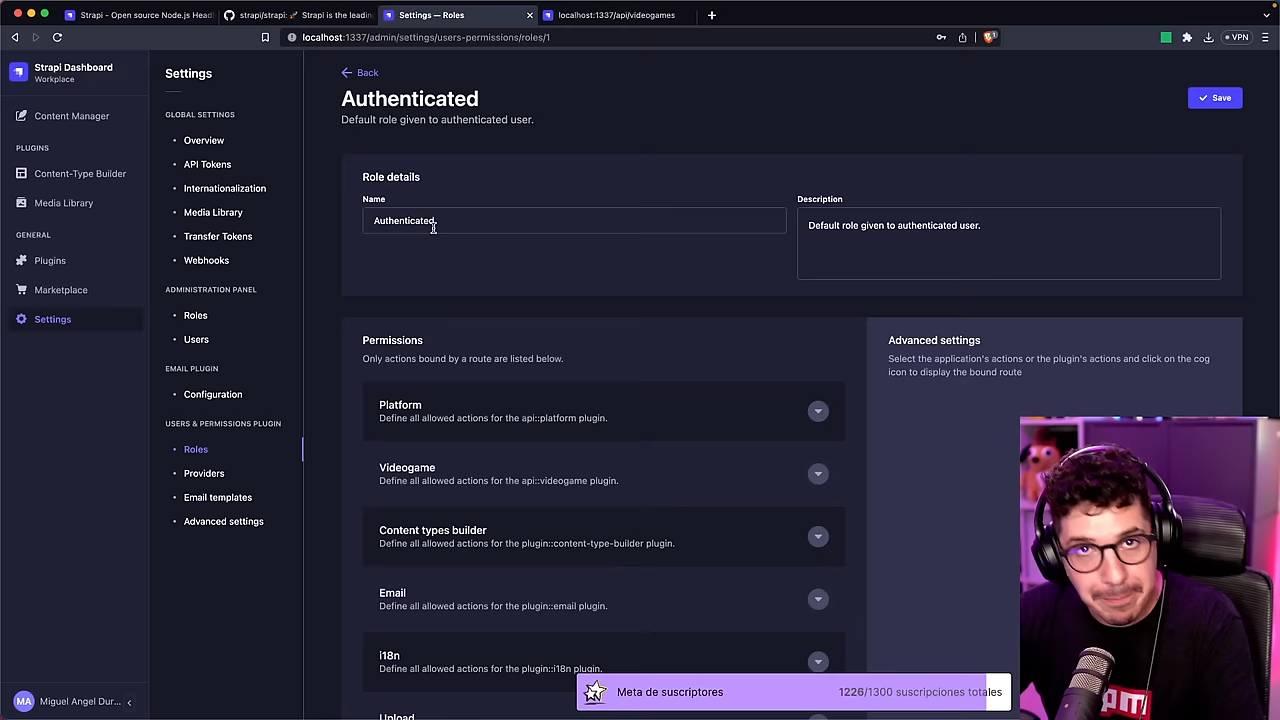 Strapi - Open source Node.js Head
strapi/strapi: 🚀 Strapi is the leadin
Settings — Roles
localhost:1337/api/videogames
localhost:1337/admin/settings/users-permissions/roles/1
VPN
Strapi Dashboard
Workplace
Content Manager
PLUGINS
Content-Type Builder
Media Library
GENERAL
Plugins
Marketplace
Settings
MA
Miguel Angel Dur...
Settings
GLOBAL SETTINGS
Overview
API Tokens
Internationalization
Media Library
Transfer Tokens
Webhooks
ADMINISTRATION PANEL
Roles
Users
EMAIL PLUGIN
Configuration
USERS & PERMISSIONS PLUGIN
Roles
Providers
Email templates
Advanced settings
Back
Authenticated
Default role given to authenticated user.
Save
Role details
Name
Authenticated
Description
Default role given to authenticated user.
Permissions
Only actions bound by a route are listed below.
Platform
Define all allowed actions for the api::platform plugin.
Videogame
Define all allowed actions for the api::videogame plugin.
Content types builder
Define all allowed actions for the plugin::content-type-builder plugin.
Email
Define all allowed actions for the plugin::email plugin.
i18n
Define all allowed actions for the plugin::i18n plugin.
Upload
Advanced settings
Select the application's actions or the plugin's actions and click on the cog
icon to display the bound route
Meta de suscriptores
1226/1300 suscripciones totales